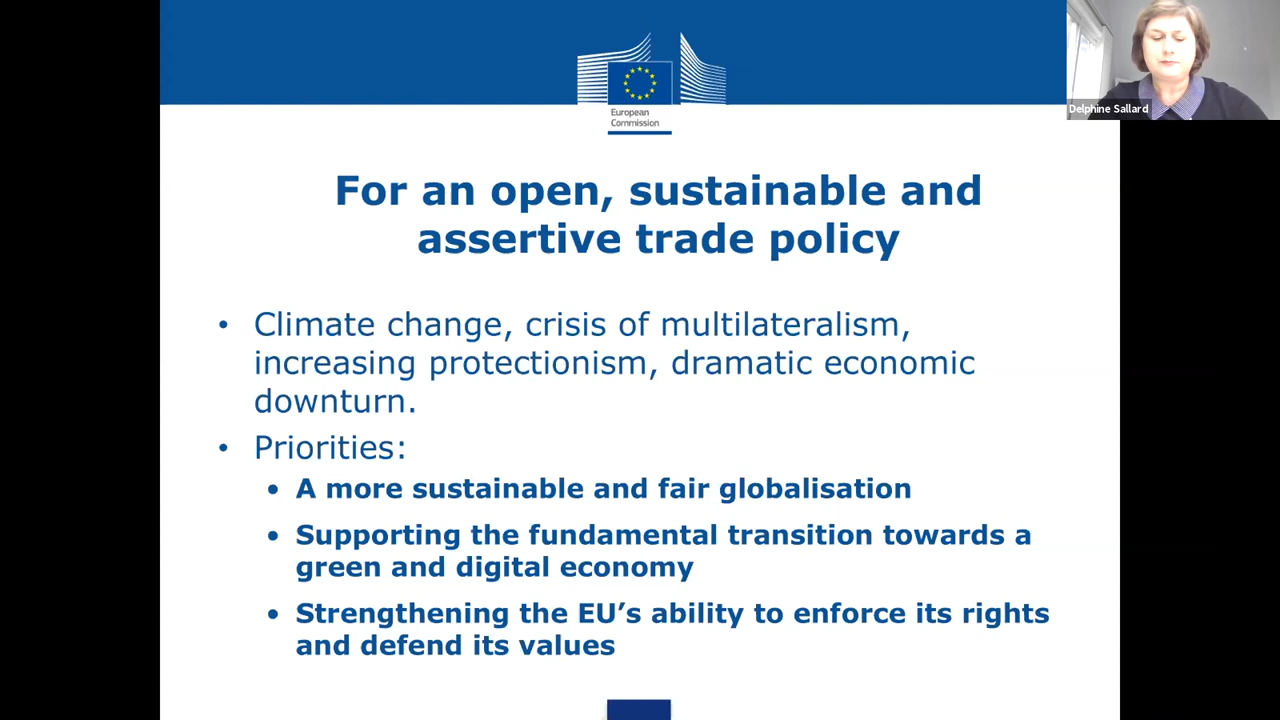 European
Commission
Delphine Sallard
For an open, sustainable and
assertive trade policy
• Climate change, crisis of multilateralism,
increasing protectionism, dramatic economic
downturn.
• Priorities:
• A more sustainable and fair globalisation
• Supporting the fundamental transition towards a
green and digital economy
• Strengthening the EU’s ability to enforce its rights
and defend its values